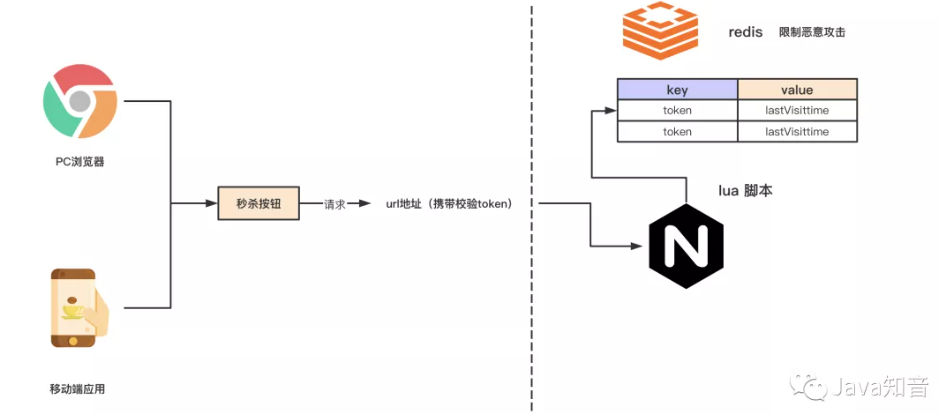 redis 限制恶意攻击
key value
token lastVisittime
token lastVisittime
PC浏览器
秒杀按钮
请求
url地址（携带校验token）
lua 脚本
N
移动端应用
Java知音